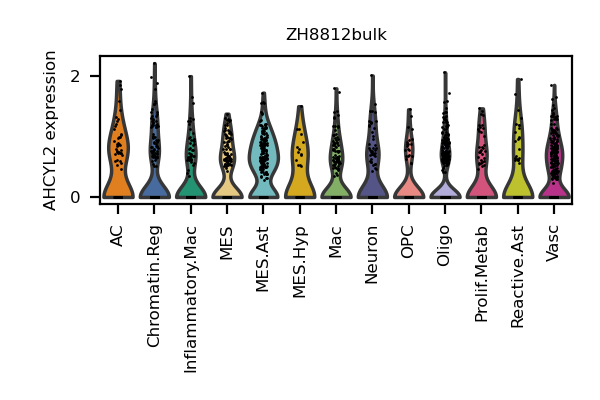 ZH8812bulk
AHCYL2 expression
2
0
AC
Chromatin.Reg
Inflammatory.Mac
MES
MES.Ast
MES.Hyp
Mac
Neuron
OPC
Oligo
Prolif.Metab
Reactive.Ast
Vasc